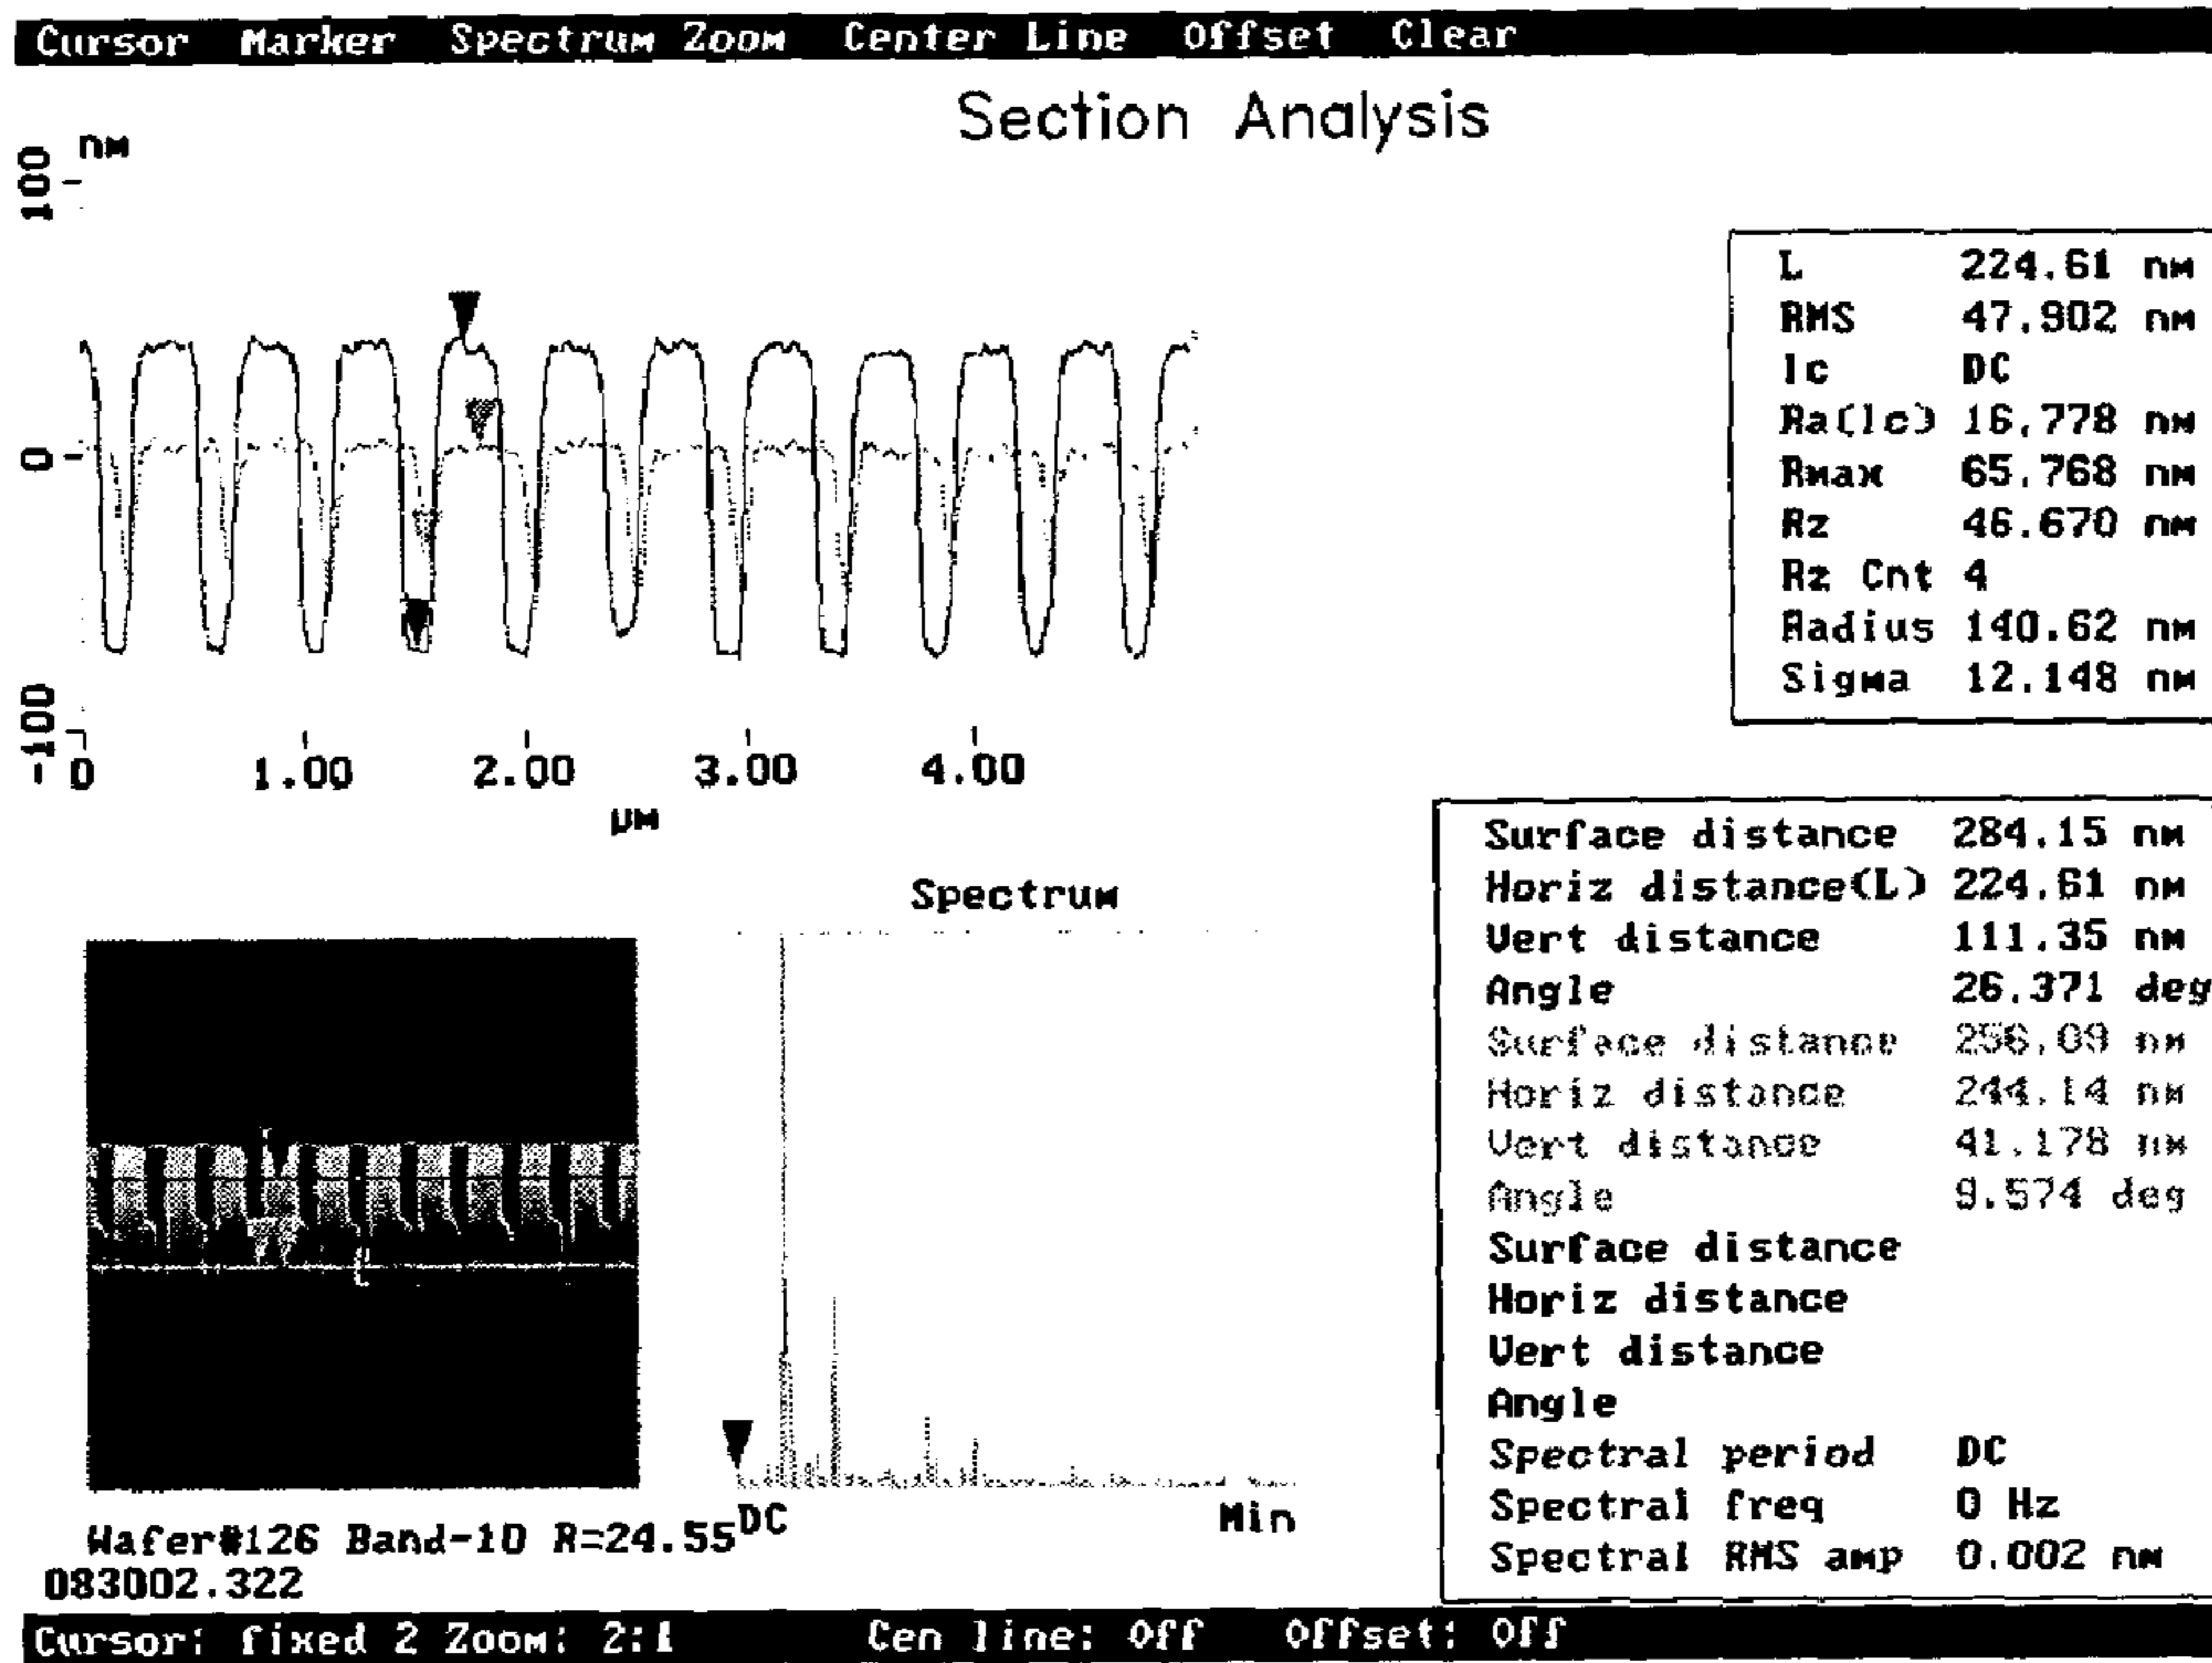 Cursor Marker Spectrum Zoom Center Line Offset Clear
Section Analysis
nm
100
0
-100
0 1.00 2.00 3.00 4.00
µm
L 224.61 nm
RMS 47.902 nm
lc DC
Ra(lc) 16.778 nm
Rmax 65.768 nm
Rz 46.670 nm
Rz Cnt 4
Radius 140.62 nm
Sigma 12.148 nm
Surface distance 284.15 nm
Horiz distance(L) 224.61 nm
Vert distance 111.35 nm
Angle 26.371 deg
Surface distance 256.09 nm
Horiz distance 244.14 nm
Vert distance 41.178 nm
Angle 9.574 deg
Surface distance
Horiz distance
Vert distance
Angle
Spectral period DC
Spectral freq 0 Hz
Spectral RMS amp 0.002 nm
Spectrum
DC Min
Wafer#126 Band-10 R=24.55
083002.322
Cursor: fixed 2 Zoom: 2:1 Cen line: Off Offset: Off